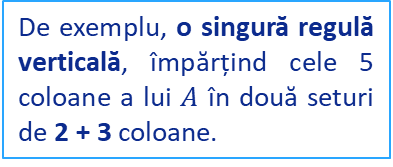 De exemplu, o singură regulă
verticală, împărțind cele 5
coloane a lui A în două seturi
de 2 + 3 coloane.